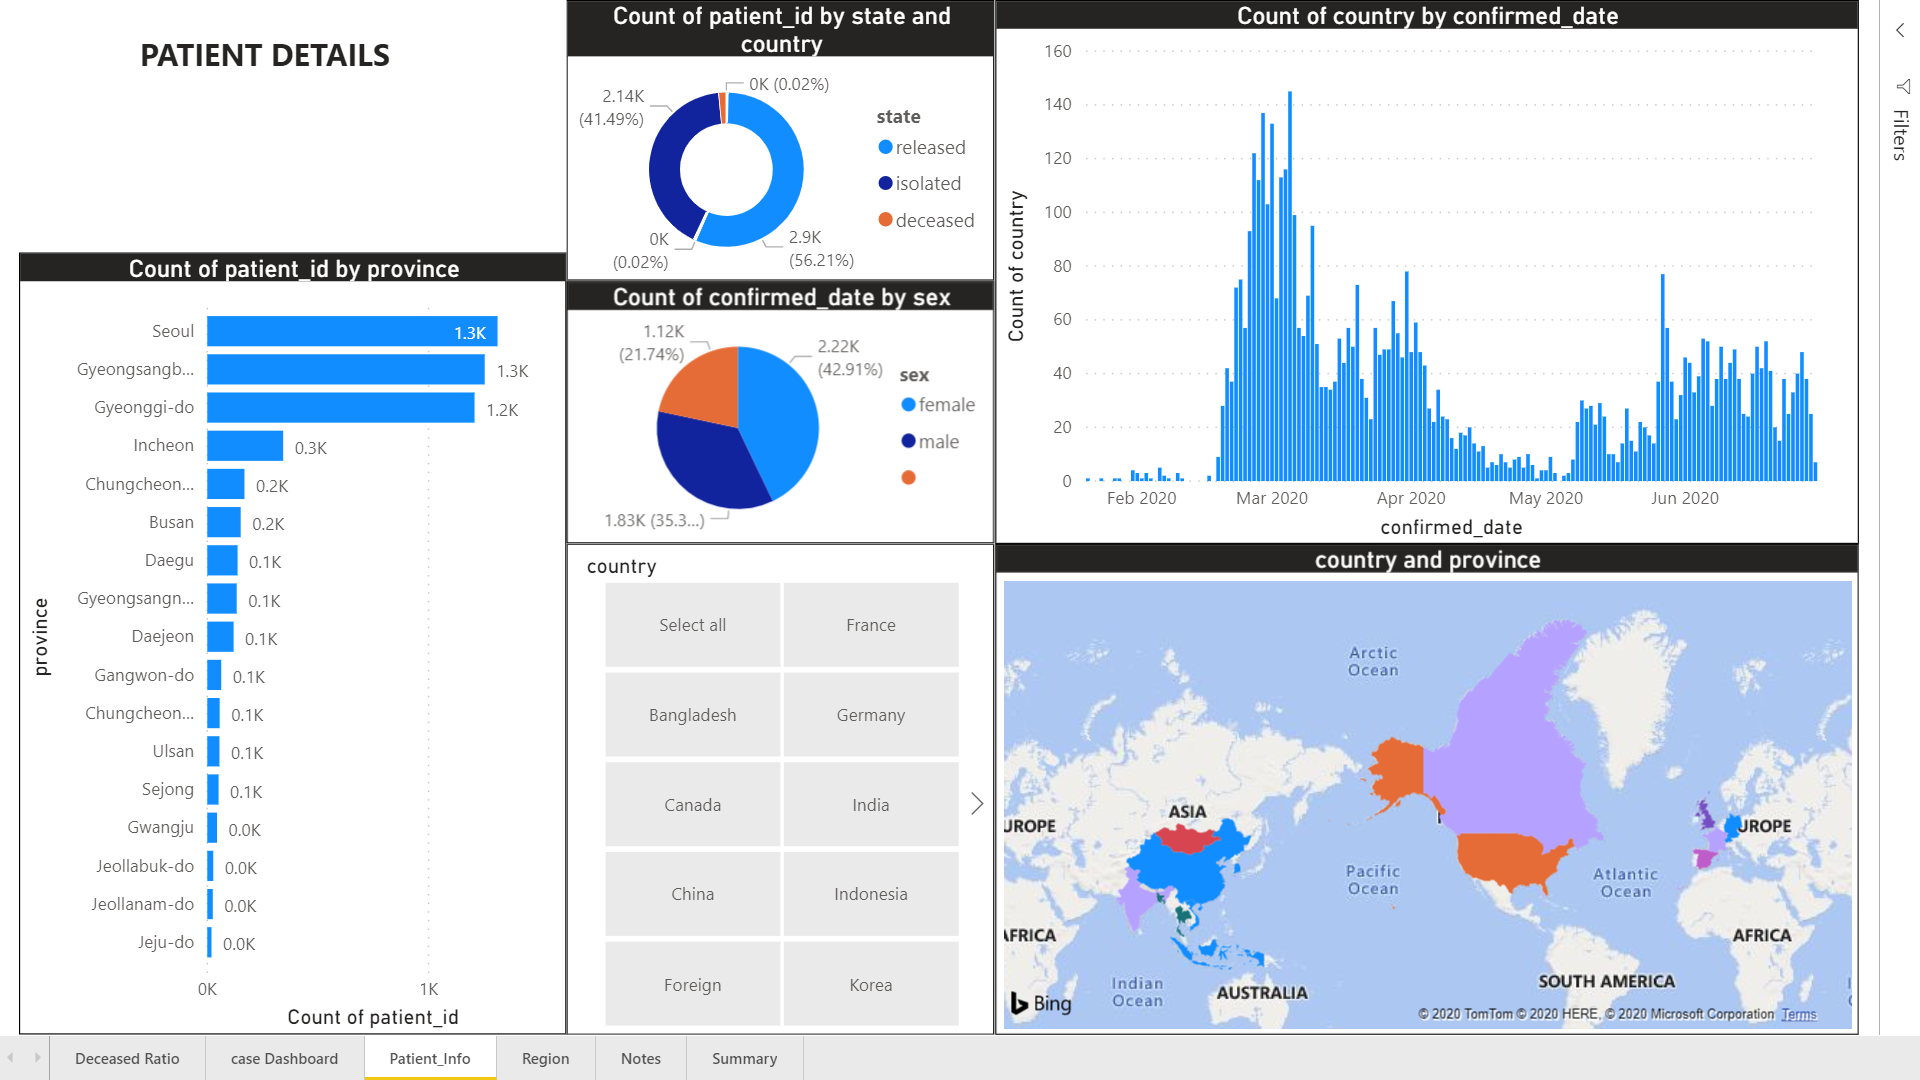 PATIENT DETAILS
Count of patient_id by state and
country
0K (0.02%)
2.14K
(41.49%)
0K
(0.02%)
2.9K
(56.21%)
state
released
isolated
deceased
Count of confirmed_date by sex
1.12K
(21.74%)
2.22K
(42.91%)
1.83K (35.3...)
sex
female
male
Count of country by confirmed_date
Count of country
160
140
120
100
80
60
40
20
0
Feb 2020
Mar 2020
Apr 2020
May 2020
Jun 2020
confirmed_date
Filters
Count of patient_id by province
province
Seoul 1.3K
Gyeongsangb... 1.3K
Gyeonggi-do 1.2K
Incheon 0.3K
Chungcheon... 0.2K
Busan 0.2K
Daegu 0.1K
Gyeongsangn... 0.1K
Daejeon 0.1K
Gangwon-do 0.1K
Chungcheon... 0.1K
Ulsan 0.1K
Sejong 0.1K
Gwangju 0.0K
Jeollabuk-do 0.0K
Jeollanam-do 0.0K
Jeju-do 0.0K
0K 1K
Count of patient_id
country
Select all
France
Bangladesh
Germany
Canada
India
China
Indonesia
Foreign
Korea
country and province
Arctic
Ocean
ASIA
UROPE
Pacific
Ocean
Atlantic
Ocean
UROPE
AFRICA
AFRICA
Indian
Ocean
AUSTRALIA
SOUTH AMERICA
Bing
© 2020 TomTom © 2020 HERE, © 2020 Microsoft Corporation Terms
Deceased Ratio
case Dashboard
Patient_Info
Region
Notes
Summary